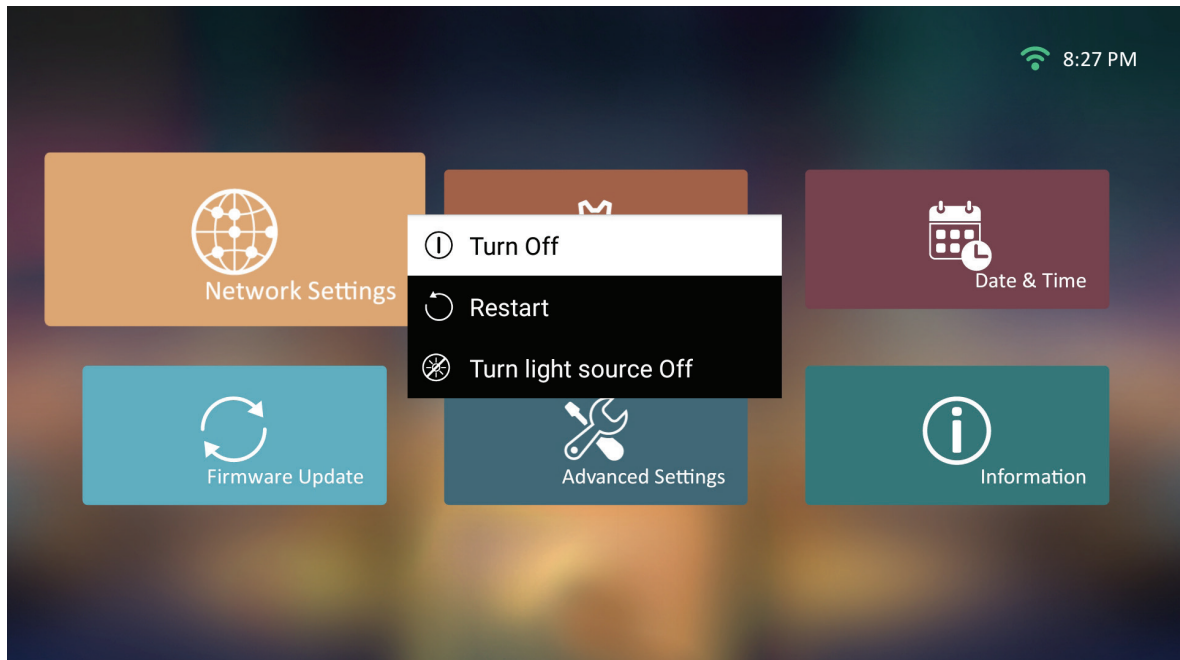 8:27 PM
Network Settings
Date & Time
Turn Off
Restart
Turn light source Off
Firmware Update
Advanced Settings
Information